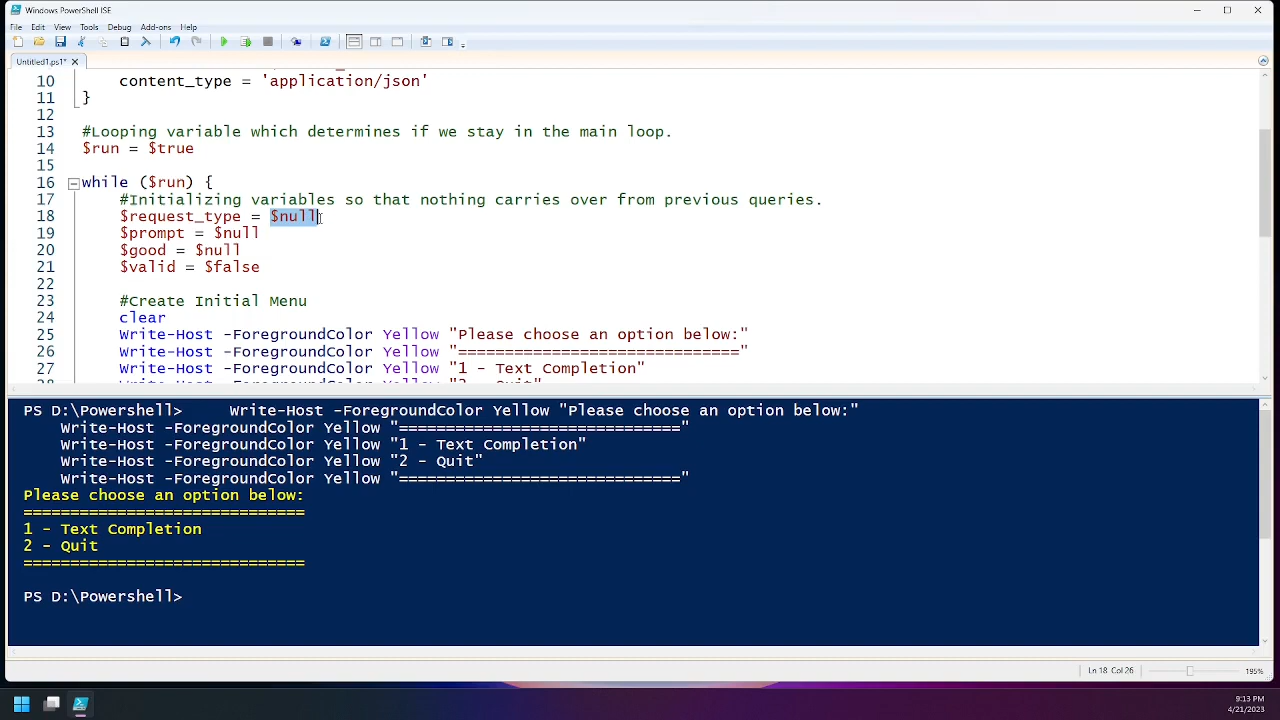 Windows PowerShell ISE
File Edit View Tools Debug Add-ons Help
Untitled1.ps1*
10 content_type = 'application/json'
11 }
12
13 #Looping variable which determines if we stay in the main loop.
14 $run = $true
15
16 while ($run) {
17 #Initializing variables so that nothing carries over from previous queries.
18 $request_type = $null
19 $prompt = $null
20 $good = $null
21 $valid = $false
22
23 #Create Initial Menu
24 clear
25 Write-Host -ForegroundColor Yellow "Please choose an option below:"
26 Write-Host -ForegroundColor Yellow "=============================="
27 Write-Host -ForegroundColor Yellow "1 - Text Completion"
28 Write-Host -ForegroundColor Yellow "2 - Quit"
PS D:\Powershell> Write-Host -ForegroundColor Yellow "Please choose an option below:"
Write-Host -ForegroundColor Yellow "=============================="
Write-Host -ForegroundColor Yellow "1 - Text Completion"
Write-Host -ForegroundColor Yellow "2 - Quit"
Write-Host -ForegroundColor Yellow "=============================="
Please choose an option below:
==============================
1 - Text Completion
2 - Quit
==============================
PS D:\Powershell>
Ln 18 Col 26 195%
9:13 PM
4/21/2023